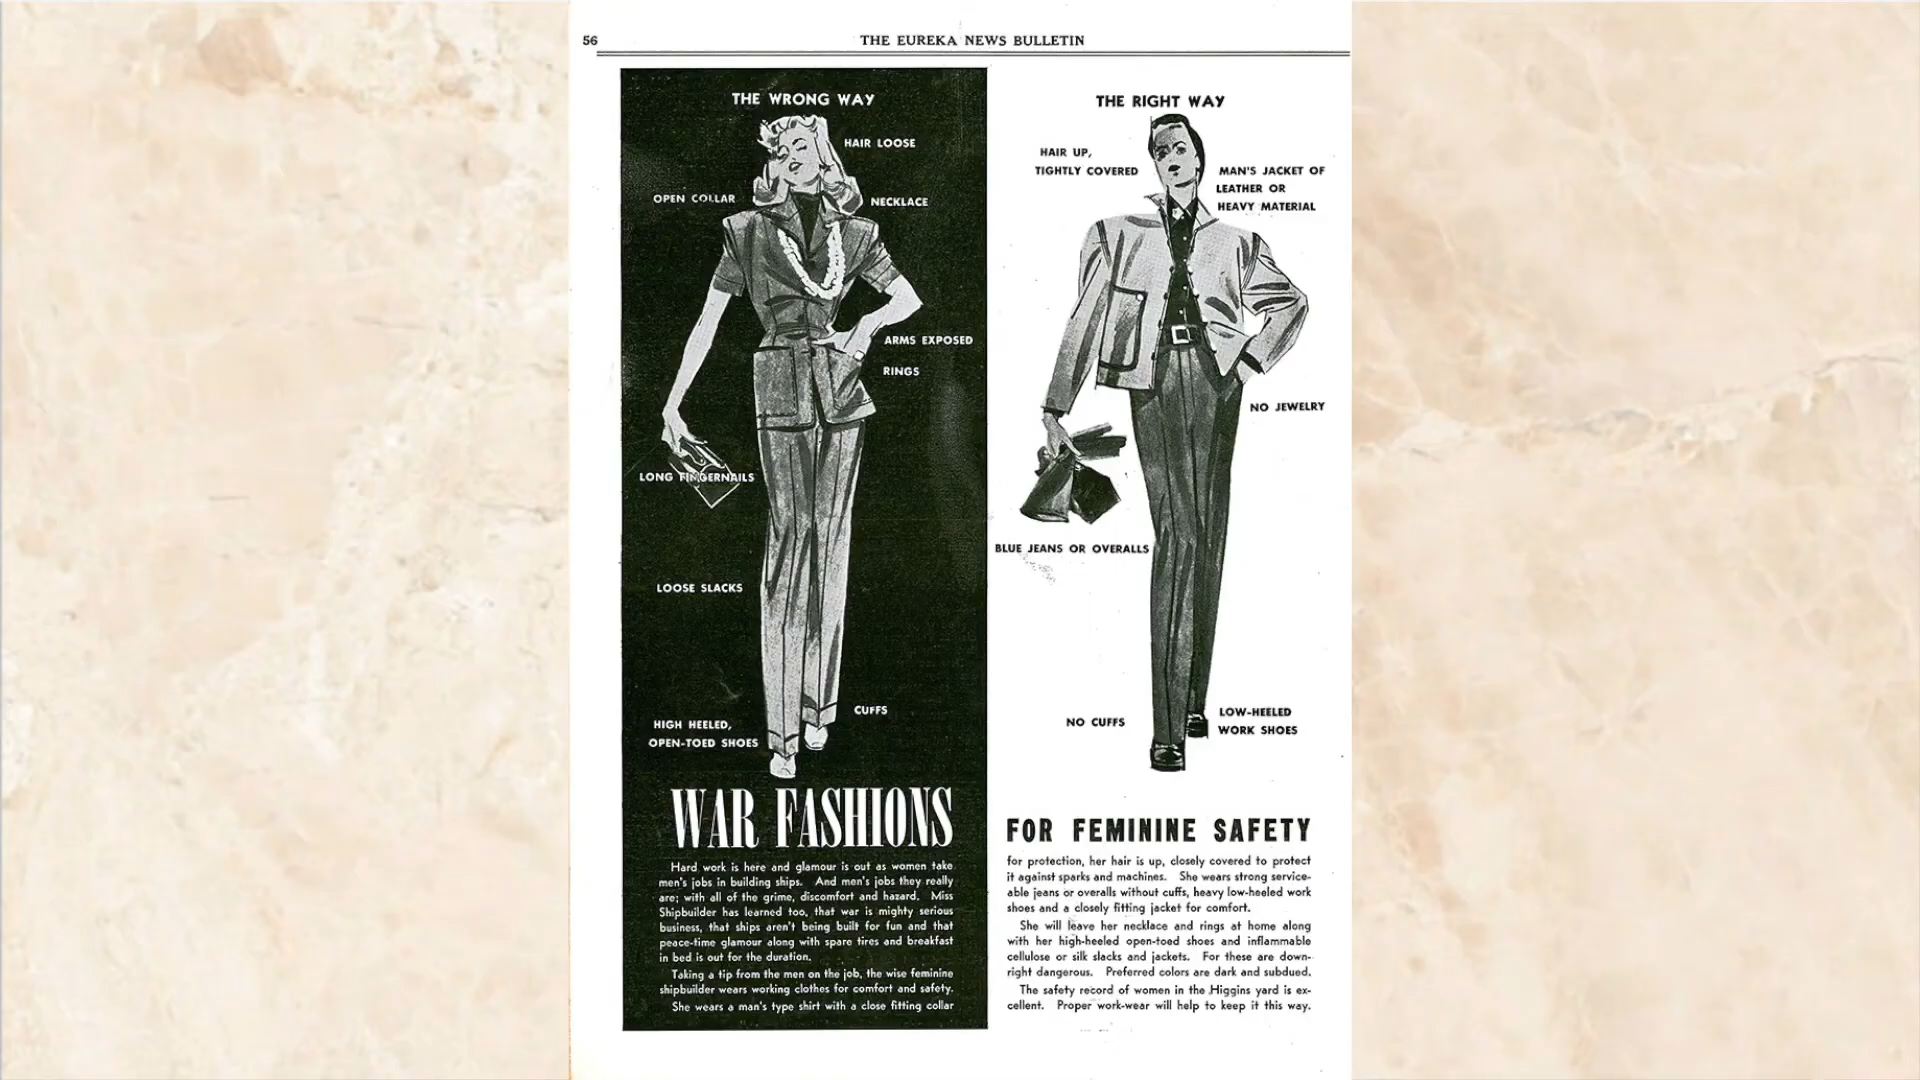 56
THE EUREKA NEWS BULLETIN
THE WRONG WAY
HAIR LOOSE
OPEN COLLAR
NECKLACE
ARMS EXPOSED
RINGS
LONG FINGERNAILS
LOOSE SLACKS
CUFFS
HIGH HEELED,
OPEN-TOED SHOES
WAR FASHIONS
Hard work is here and glamour is out as women take
men's jobs in building ships. And men's jobs they really
are; with all of the grime, discomfort and hazard. Miss
Shipbuilder has learned too, that war is mighty serious
business, that ships aren't being built for fun and that
peace-time glamour along with spare tires and breakfast
in bed is out for the duration.
Taking a tip from the men on the job, the wise feminine
shipbuilder wears working clothes for comfort and safety.
She wears a man's type shirt with a close fitting collar
THE RIGHT WAY
HAIR UP,
TIGHTLY COVERED
MAN'S JACKET OF
LEATHER OR
HEAVY MATERIAL
NO JEWELRY
BLUE JEANS OR OVERALLS
NO CUFFS
LOW-HEELED
WORK SHOES
FOR FEMININE SAFETY
for protection, her hair is up, closely covered to protect
it against sparks and machines. She wears strong service-
able jeans or overalls without cuffs, heavy low-heeled work
shoes and a closely fitting jacket for comfort.
She will leave her necklace and rings at home along
with her high-heeled open-toed shoes and inflammable
cellulose or silk slacks and jackets. For these are down-
right dangerous. Preferred colors are dark and subdued.
The safety record of women in the Higgins yard is ex-
cellent. Proper work-wear will help to keep it this way.